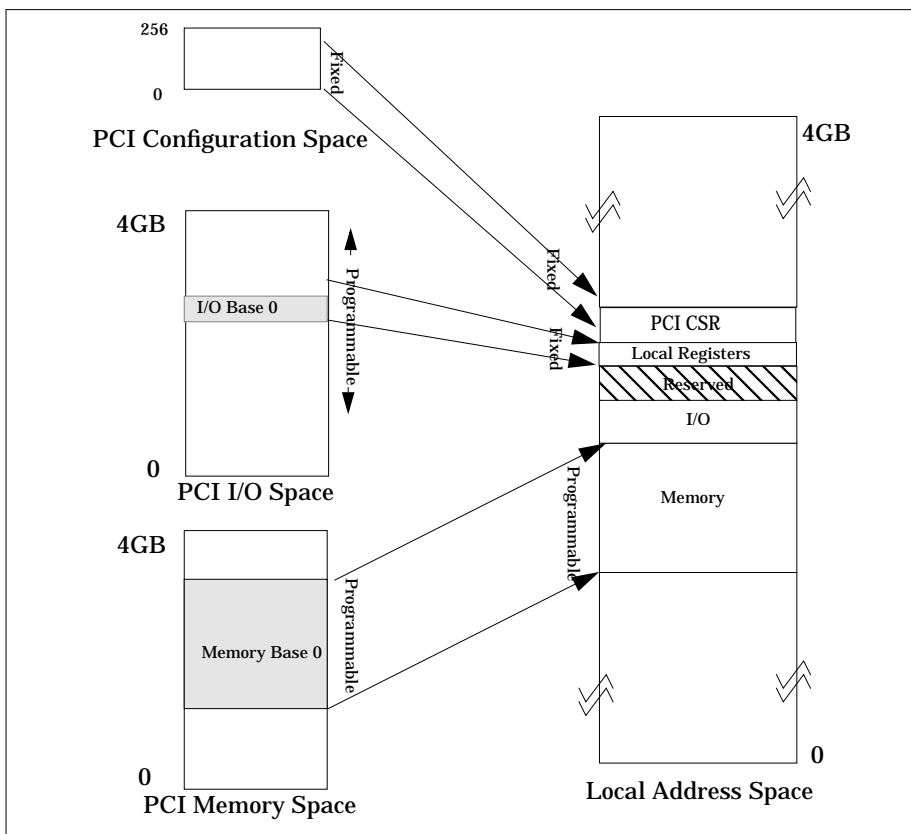 256
Fixed
0
PCI Configuration Space
4GB
4GB
Programmable
Fixed
I/O Base 0
Fixed
PCI CSR
Local Registers
Reserved
I/O
0
PCI I/O Space
Programmable
Memory
4GB
Programmable
Memory Base 0
0
0
PCI Memory Space
Local Address Space